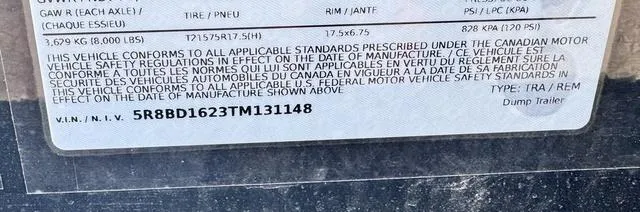 GAW R (EACH AXLE) / TIRE / PNEU RIM / JANTE PSI / LPC (KPA)
(CHAQUE ESSIEU)
3,629 KG (8,000 LBS) T21575R17.5(H) 17.5x6.75 828 KPA (120 PSI)
THIS VEHICLE CONFORMS TO ALL APPLICABLE STANDARDS PRESCRIBED UNDER THE CANADIAN MOTOR
VEHICLE SAFETY REGULATIONS IN EFFECT ON THE DATE OF MANUFACTURE / CE VEHICULE EST
CONFORME A TOUTES LES NORMES QUI LUI SONT APPLICABLES EN VERTU DU REGLEMENT SUR LA
SECURITE DES VEHICULES AUTOMOBILES DU CANADA EN VIGUEUR A LA DATE DE SA FABRICATION
THIS VEHICLE CONFORMS TO ALL APPLICABLE U.S. FEDERAL MOTOR VEHICLE SAFETY STANDARDS IN
EFFECT ON THE DATE OF MANUFACTURE SHOWN ABOVE
TYPE: TRA / REM
Dump Trailer
V.I.N. / N. I. V. 5R8BD1623TM131148